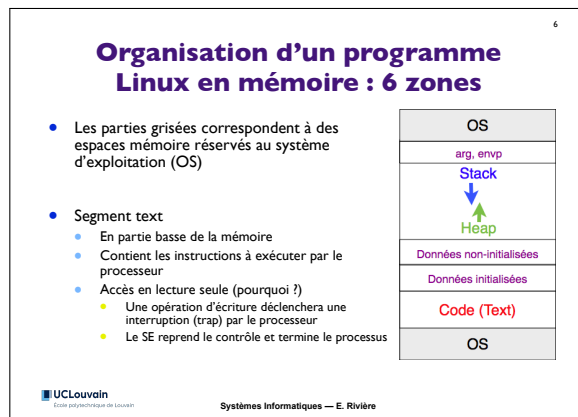 6
Organisation d'un programme
Linux en mémoire : 6 zones
Les parties grisées correspondent à des
espaces mémoire réservés au système
d'exploitation (OS)
Segment text
En partie basse de la mémoire
Contient les instructions à exécuter par le
processeur
Accès en lecture seule (pourquoi ?)
Une opération d'écriture déclenchera une
interruption (trap) par le processeur
Le SE reprend le contrôle et termine le processus
OS
arg, envp
Stack
Heap
Données non-initialisées
Données initialisées
Code (Text)
OS
UCLouvain
École polytechnique de Louvain
Systèmes Informatiques — E. Rivière